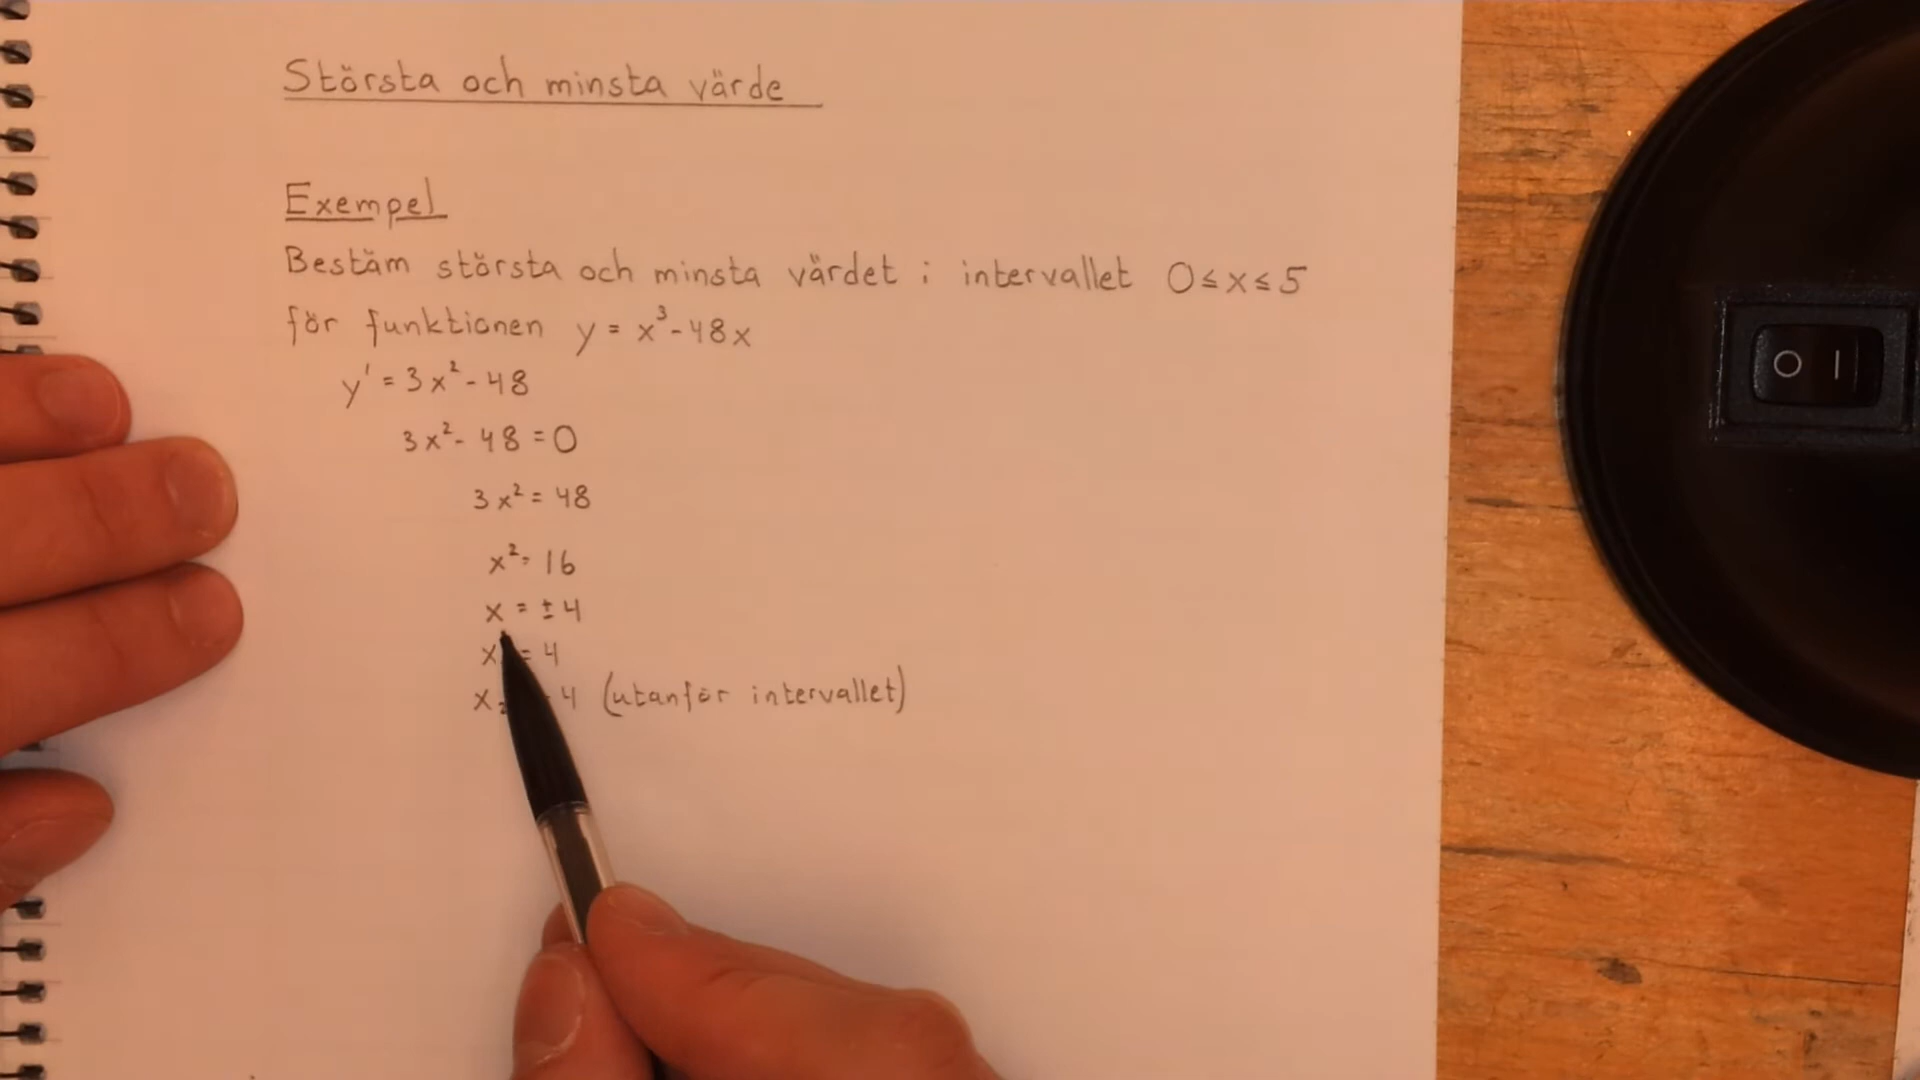 Största och minsta värde
Exempel
Bestäm största och minsta värdet i intervallet 0 ≤ x ≤ 5
för funktionen y = x³ - 48x
y' = 3x² - 48
3x² - 48 = 0
3x² = 48
x² = 16
x = ±4
x = 4
x₂ - 4 (utanför intervallet)
O I